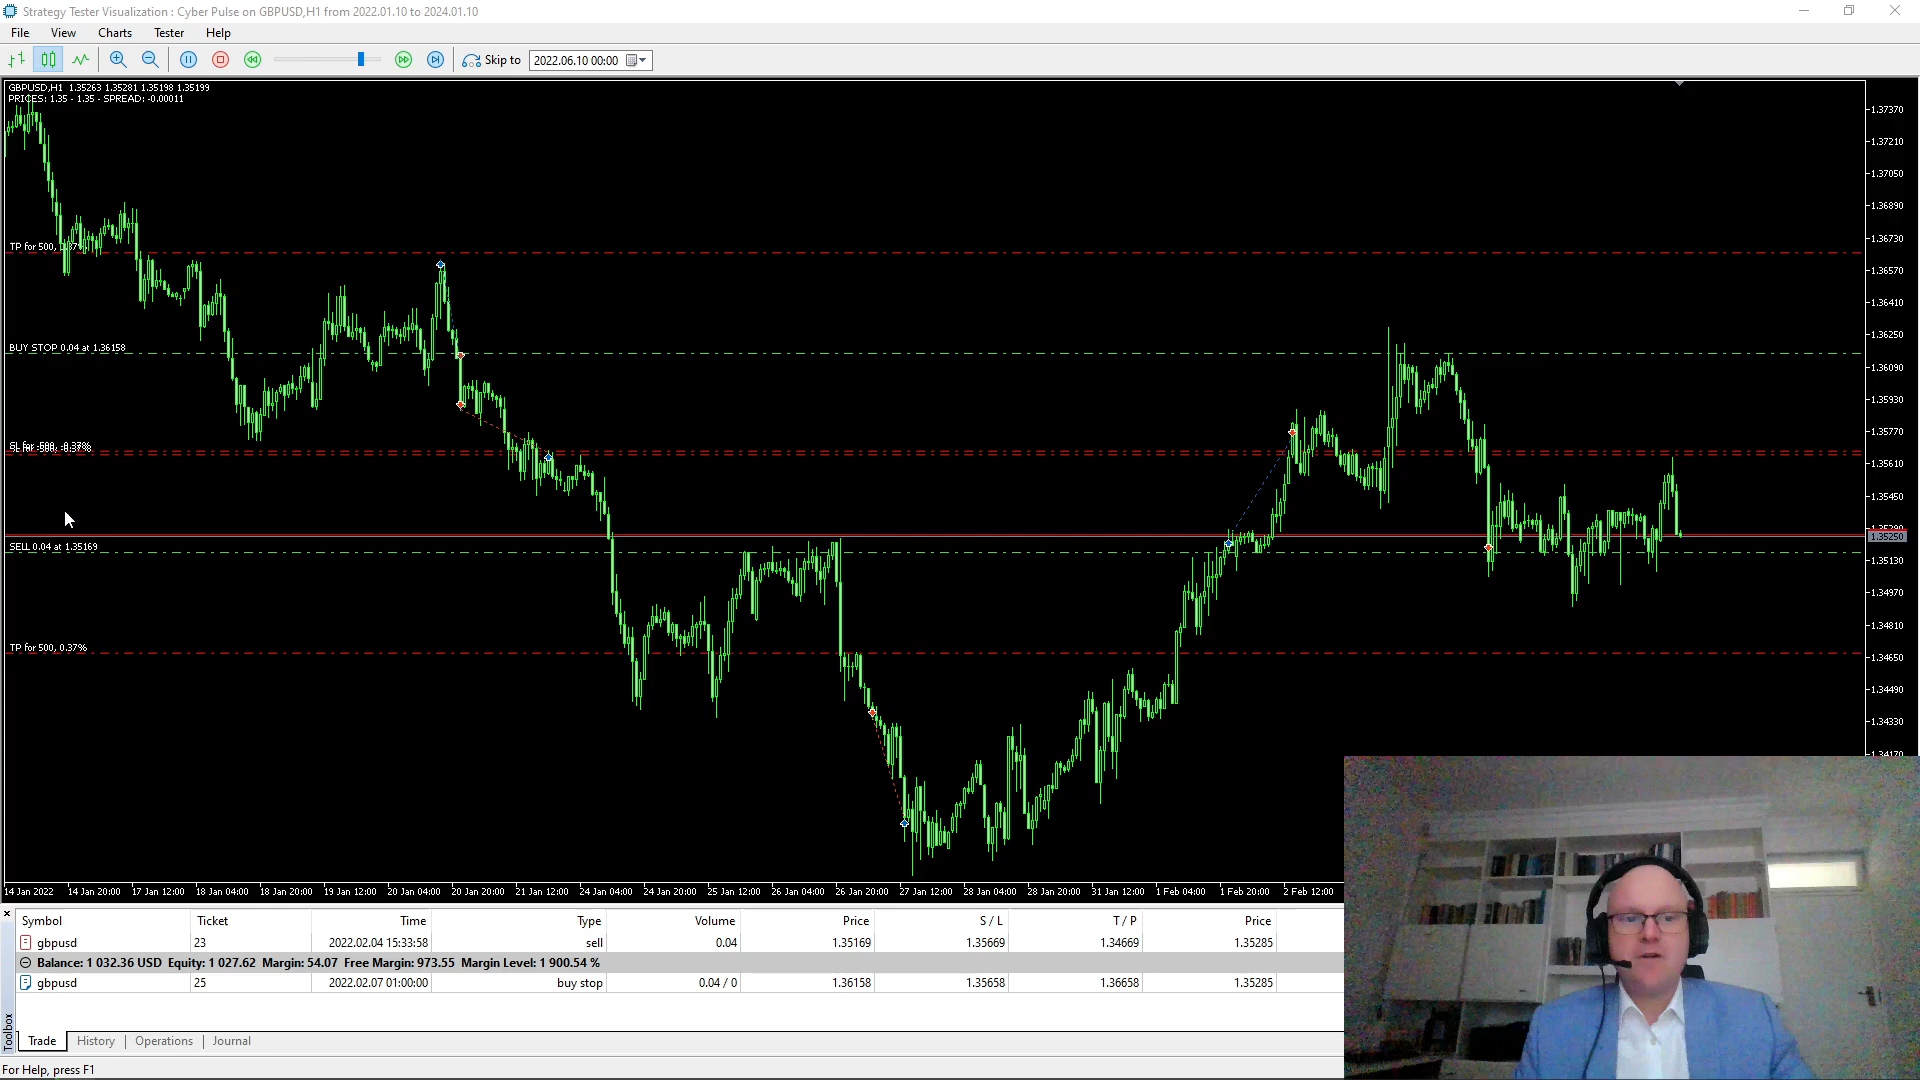 Strategy Tester Visualization : Cyber Pulse on GBPUSD,H1 from 2022.01.10 to 2024.01.10
File View Charts Tester Help
Skip to 2022.06.10 00:00
GBPUSD,H1 1.35263 1.35281 1.35198 1.35199
PRICES: 1.35 - 1.35 - SPREAD: -0.00011
1.37370
1.37210
1.37050
1.36890
1.36730
TP for 500,
1.36570
1.36410
1.36250
BUY STOP 0.04 at 1.36158
1.36090
1.35930
1.35770
SL for -500, -0.37%
1.35610
1.35450
1.35290
1.35250
SELL 0.04 at 1.35169
1.35130
1.34970
1.34810
TP for 500, 0.37%
1.34650
1.34490
1.34330
1.34170
14 Jan 2022 14 Jan 20:00 17 Jan 12:00 18 Jan 04:00 18 Jan 20:00 19 Jan 12:00 20 Jan 04:00 20 Jan 20:00 21 Jan 12:00 24 Jan 04:00 24 Jan 20:00 25 Jan 12:00 26 Jan 04:00 26 Jan 20:00 27 Jan 12:00 28 Jan 04:00 28 Jan 20:00 31 Jan 12:00 1 Feb 04:00 1 Feb 20:00 2 Feb 12:00
Symbol Ticket Time Type Volume Price S / L T / P Price
gbpusd 23 2022.02.04 15:33:58 sell 0.04 1.35169 1.35669 1.34669 1.35285
Balance: 1 032.36 USD Equity: 1 027.62 Margin: 54.07 Free Margin: 973.55 Margin Level: 1 900.54 %
gbpusd 25 2022.02.07 01:00:00 buy stop 0.04 / 0 1.36158 1.35658 1.36658 1.35285
Toolbox
Trade History Operations Journal
For Help, press F1